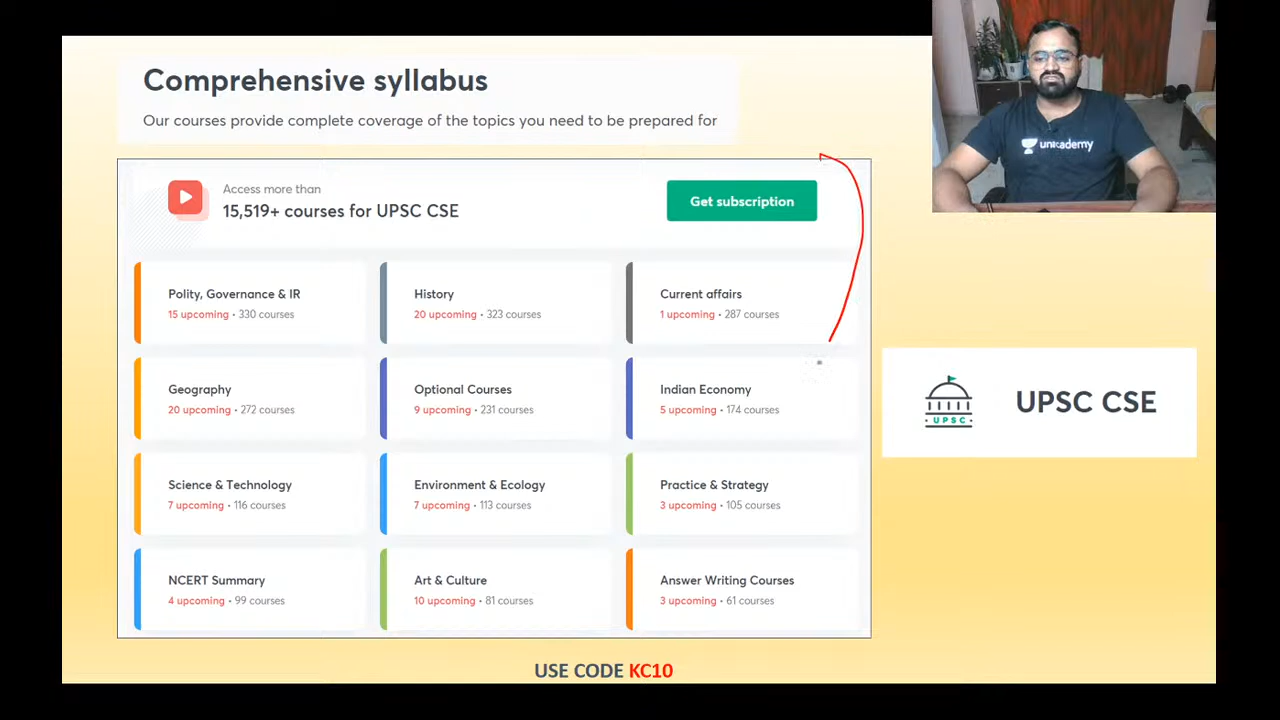 Comprehensive syllabus
Our courses provide complete coverage of the topics you need to be prepared for
Access more than
15,519+ courses for UPSC CSE
Get subscription
Polity, Governance & IR
15 upcoming • 330 courses
History
20 upcoming • 323 courses
Current affairs
1 upcoming • 287 courses
Geography
20 upcoming • 272 courses
Optional Courses
9 upcoming • 231 courses
Indian Economy
5 upcoming • 174 courses
Science & Technology
7 upcoming • 116 courses
Environment & Ecology
7 upcoming • 113 courses
Practice & Strategy
3 upcoming • 105 courses
NCERT Summary
4 upcoming • 99 courses
Art & Culture
10 upcoming • 81 courses
Answer Writing Courses
3 upcoming • 61 courses
USE CODE KC10
unacademy
UPSC
UPSC CSE